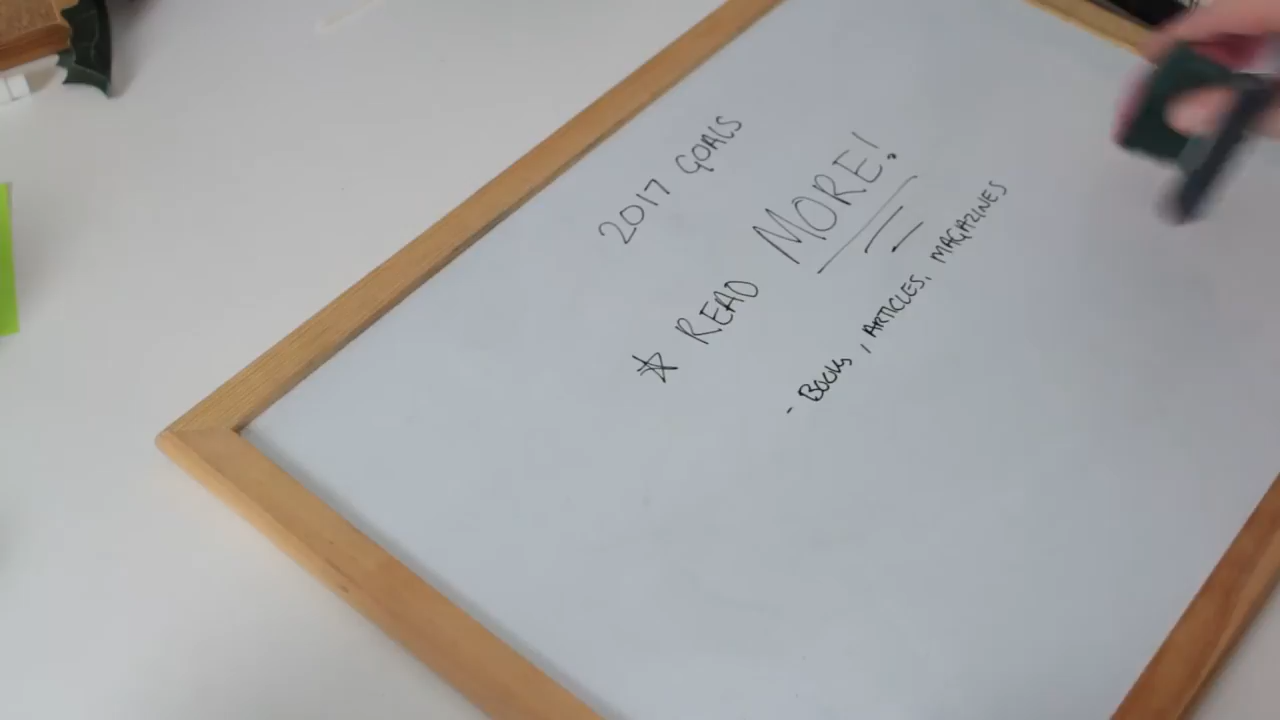 2017 GOALS
☆ READ MORE!
- BOOKS, ARTICLES, MAGAZINES